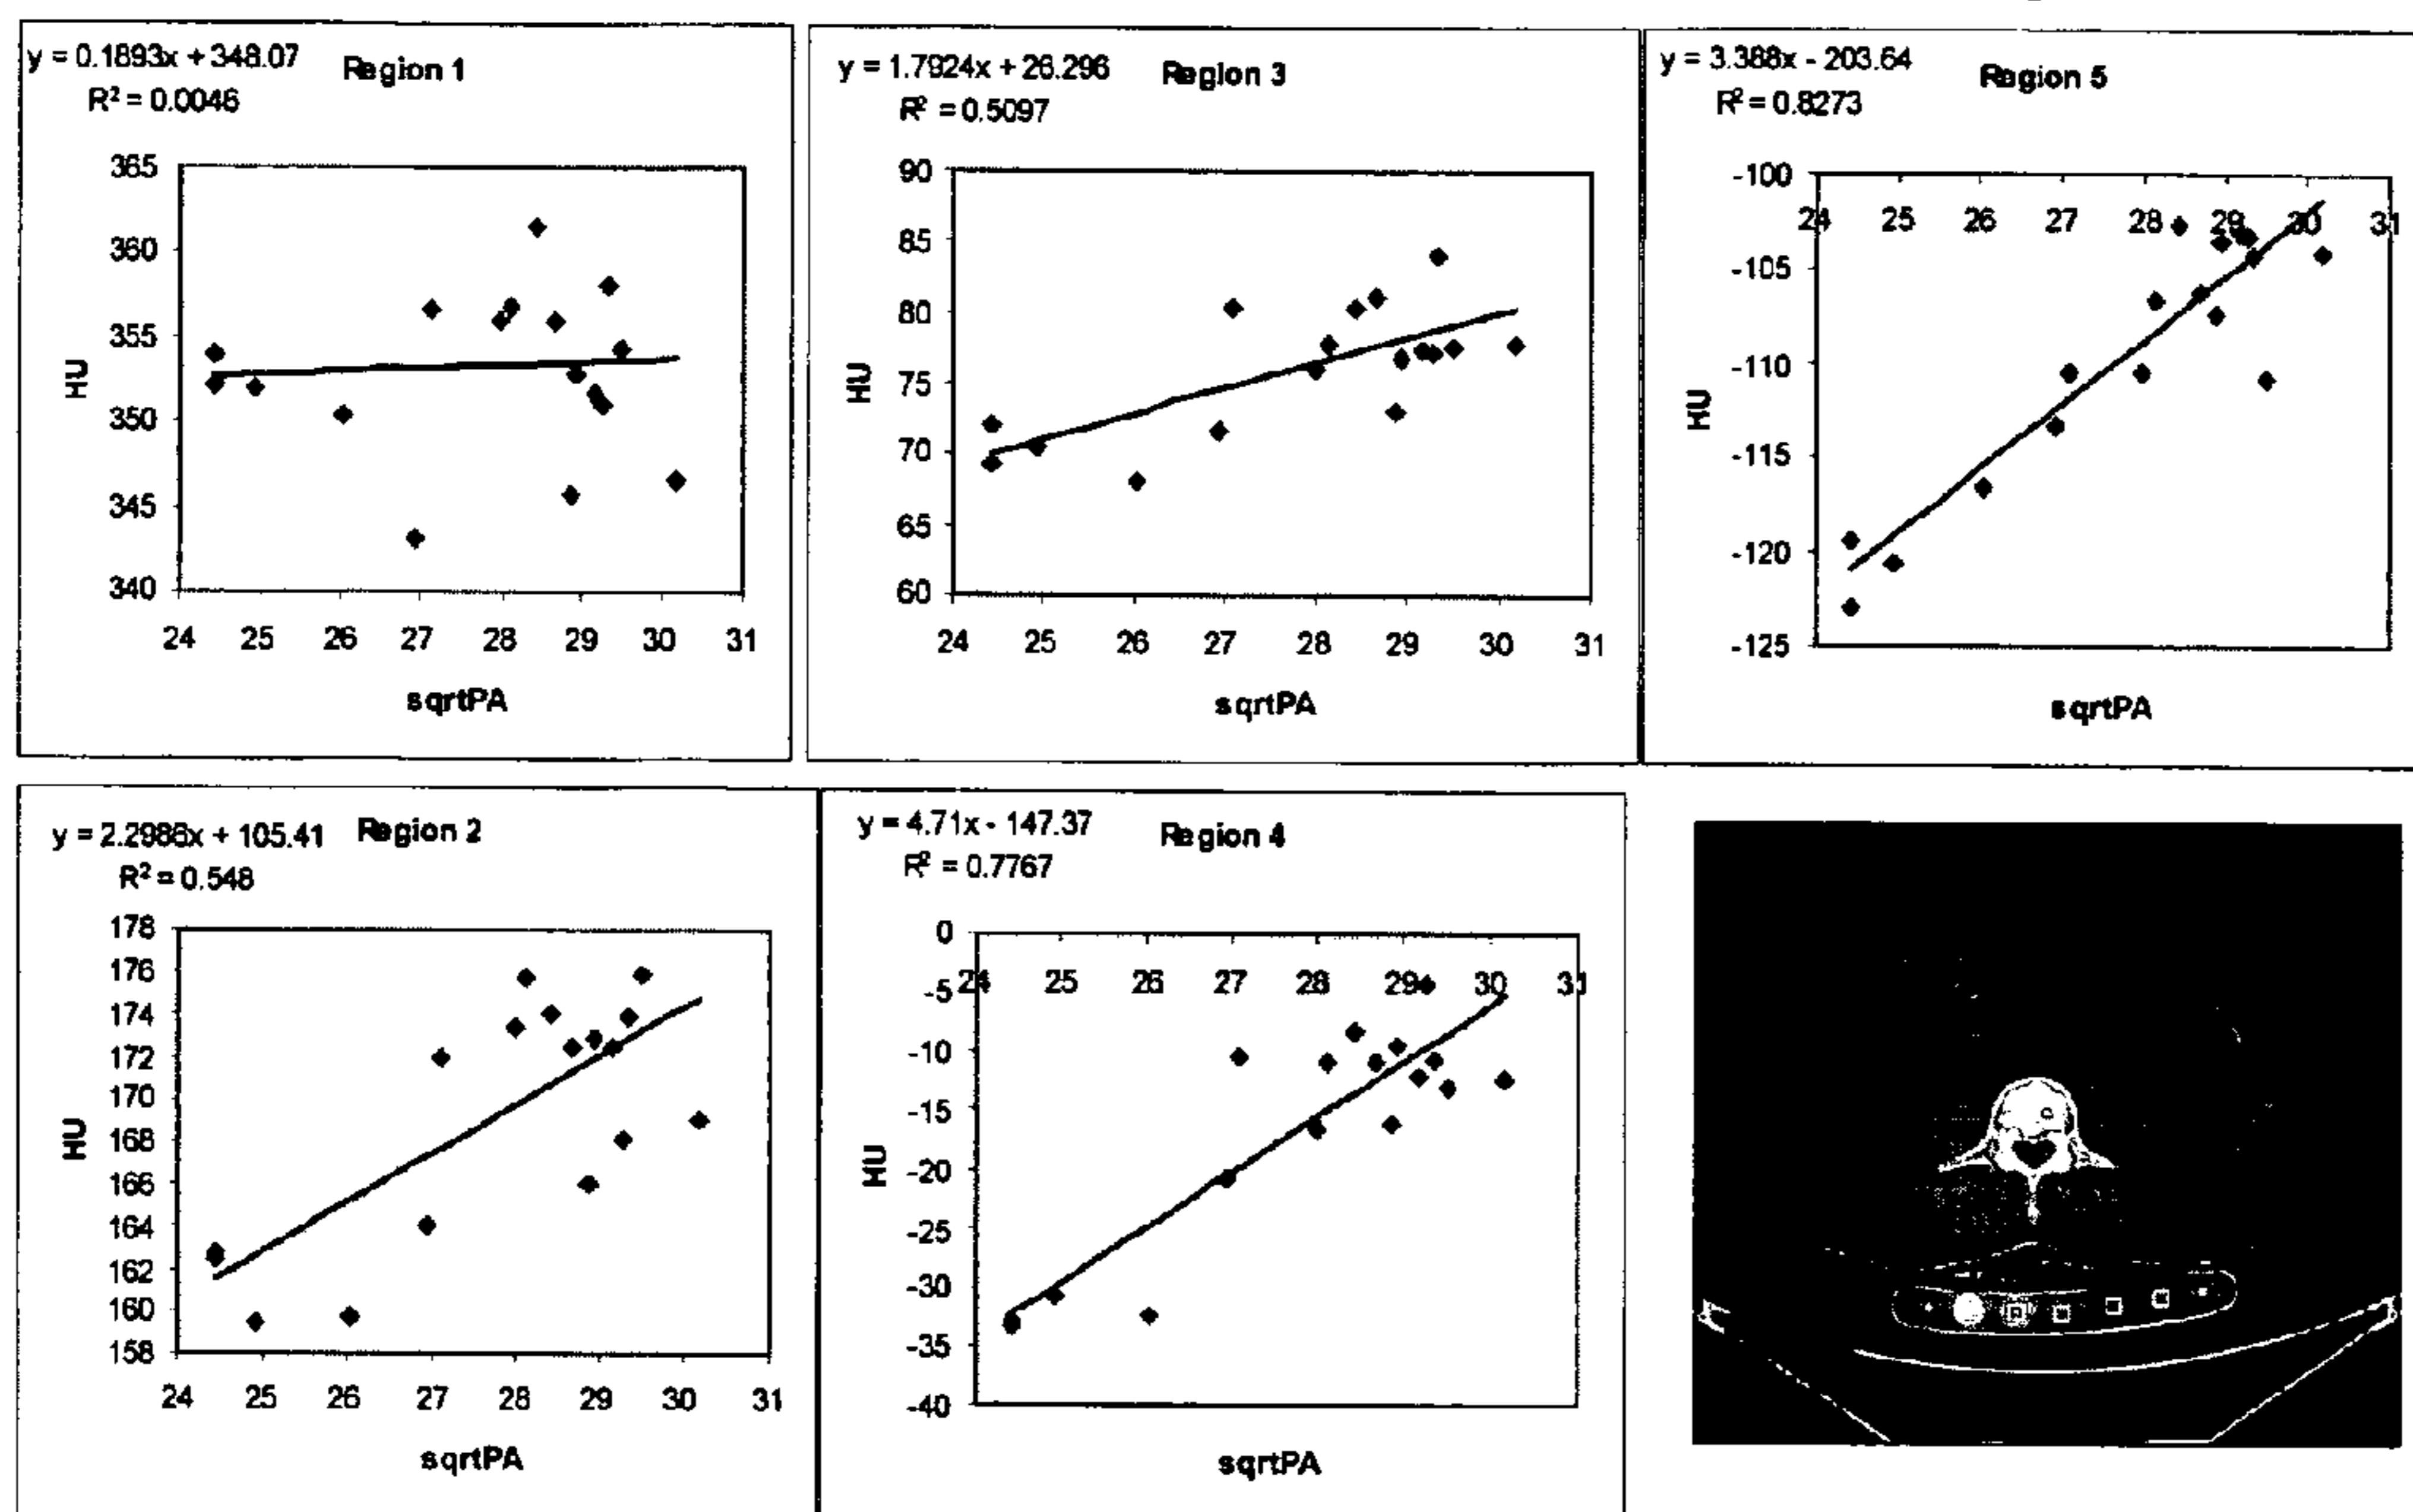 y = 0.1893x + 348.07 Region 1
R² = 0.0046
365
360
355
350
345
340
HU
24 25 26 27 28 29 30 31
sqrtPA
y = 1.7924x + 26.296 Region 3
R² = 0.5097
90
85
80
75
70
65
60
HU
24 25 26 27 28 29 30 31
sqrtPA
y = 3.388x - 203.64 Region 5
R² = 0.8273
-100
24 25 26 27 28 29 30 31
-105
-110
-115
-120
-125
HU
sqrtPA
y = 2.2986x + 105.41 Region 2
R² = 0.548
178
176
174
172
170
168
166
164
162
160
158
HU
24 25 26 27 28 29 30 31
sqrtPA
y = 4.71x - 147.37 Region 4
R² = 0.7767
0
24 25 26 27 28 29 30 31
-5
-10
-15
-20
-25
-30
-35
-40
HU
sqrtPA